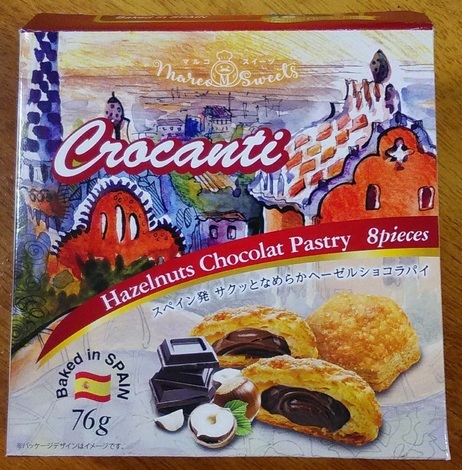 マルコ スイーツ
Marco Sweets
M
Crocanti
Hazelnuts Chocolat Pastry 8pieces
スペイン発 サクッとなめらかヘーゼルショコラパイ
Baked in SPAIN
76g
※パッケージデザインはイメージです。